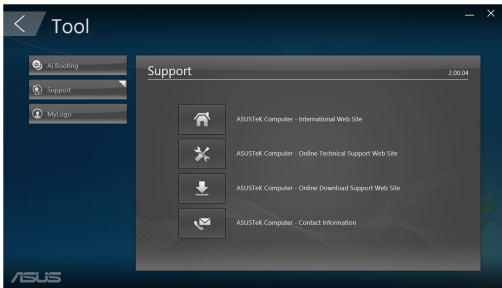 Tool
Ai Booting
Support
MyLogo
Support
2.00.04
ASUSTeK Computer - International Web Site
ASUSTeK Computer - Online Technical Support Web Site
ASUSTeK Computer - Online Download Support Web Site
ASUSTeK Computer - Contact Information
ASUS